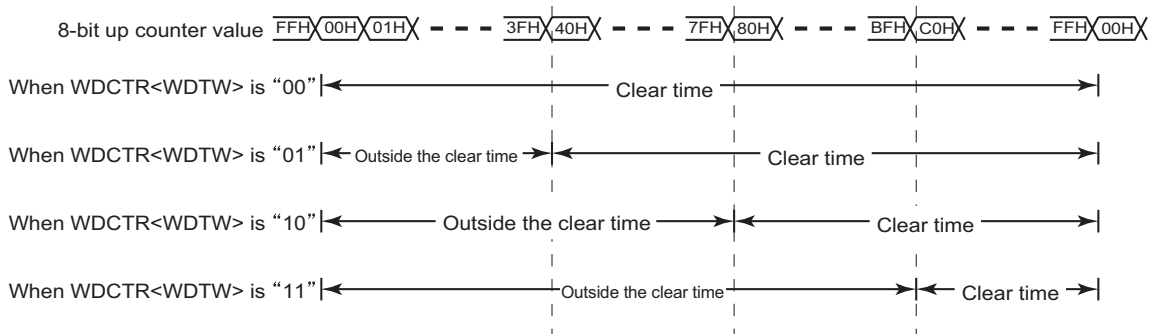 8-bit up counter value FFH 00H 01H 3FH 40H 7FH 80H BFH C0H FFH 00H
When WDCTR<WDTW> is “00” Clear time
When WDCTR<WDTW> is “01” Outside the clear time Clear time
When WDCTR<WDTW> is “10” Outside the clear time Clear time
When WDCTR<WDTW> is “11” Outside the clear time Clear time